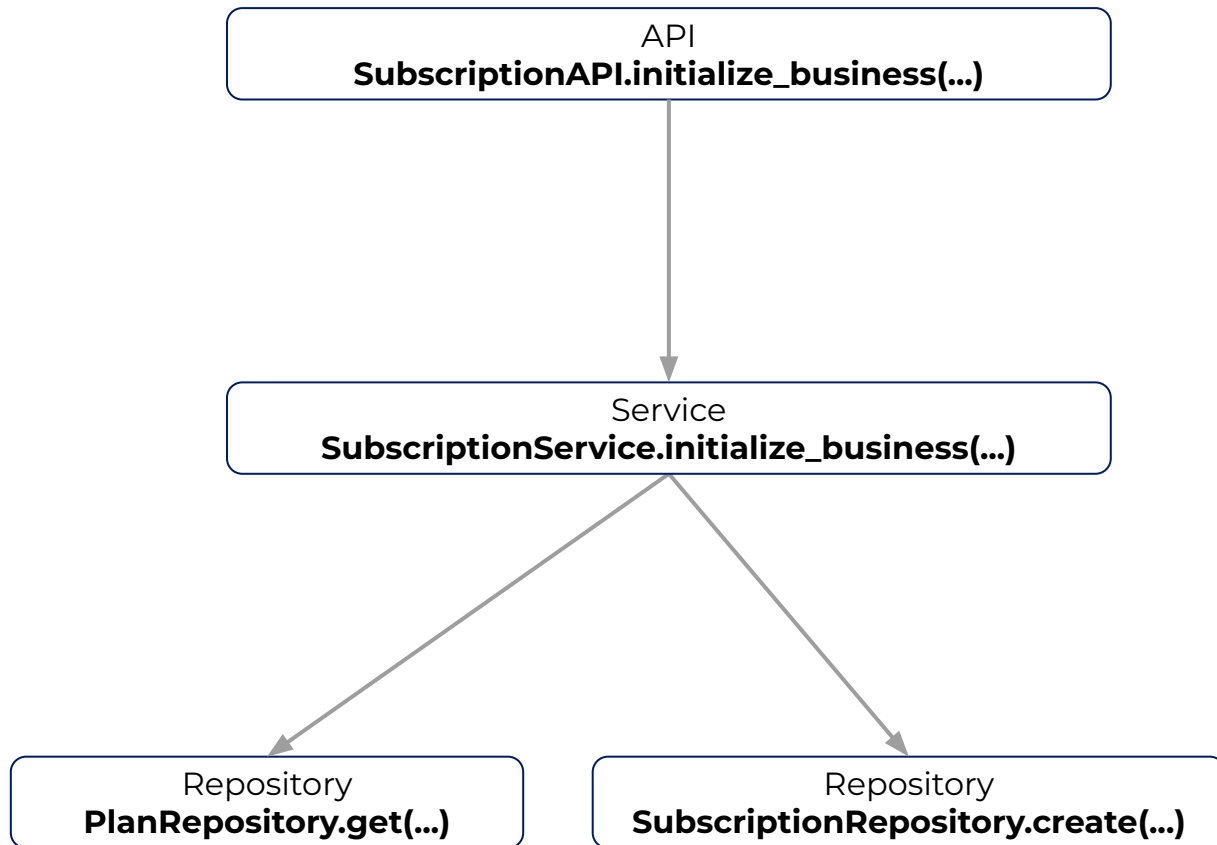 API
SubscriptionAPI.initialize_business(...)
Service
SubscriptionService.initialize_business(...)
Repository
PlanRepository.get(...)
Repository
SubscriptionRepository.create(...)